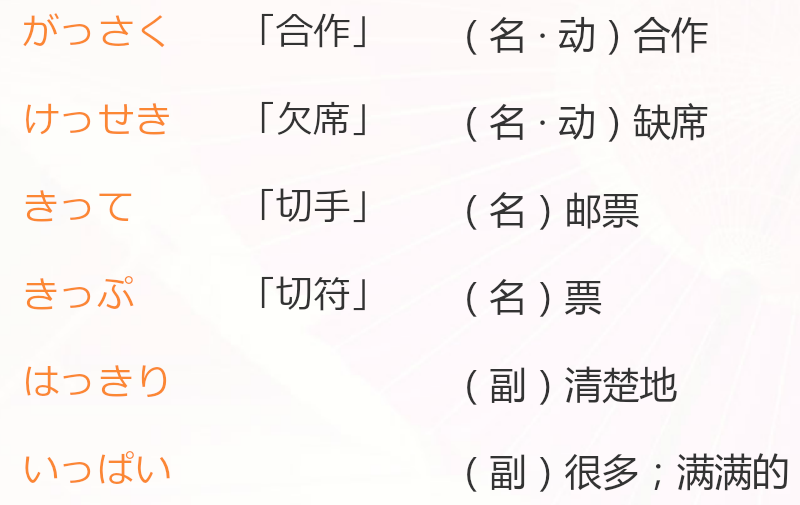 がっさく 「合作」 （名·动）合作
けっせき 「欠席」 （名·动）缺席
きって 「切手」 （名）邮票
きっぷ 「切符」 （名）票
はっきり （副）清楚地
いっぱい （副）很多；满满的